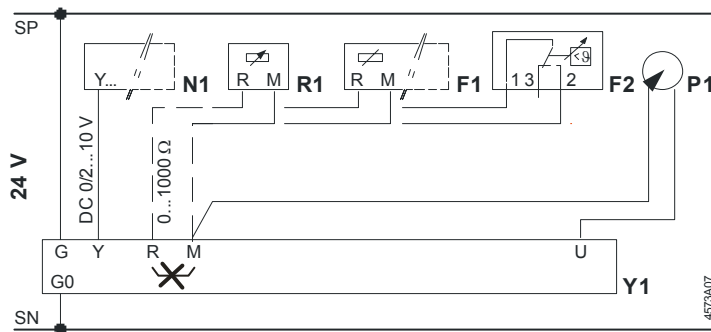 SP
Y... N1
R M R1
R M F1
<ϑ
1 3 2 F2
P1
24 V
DC 0/2...10 V
0...1000 Ω
G Y R M U
G0
Y1
SN
4573A07